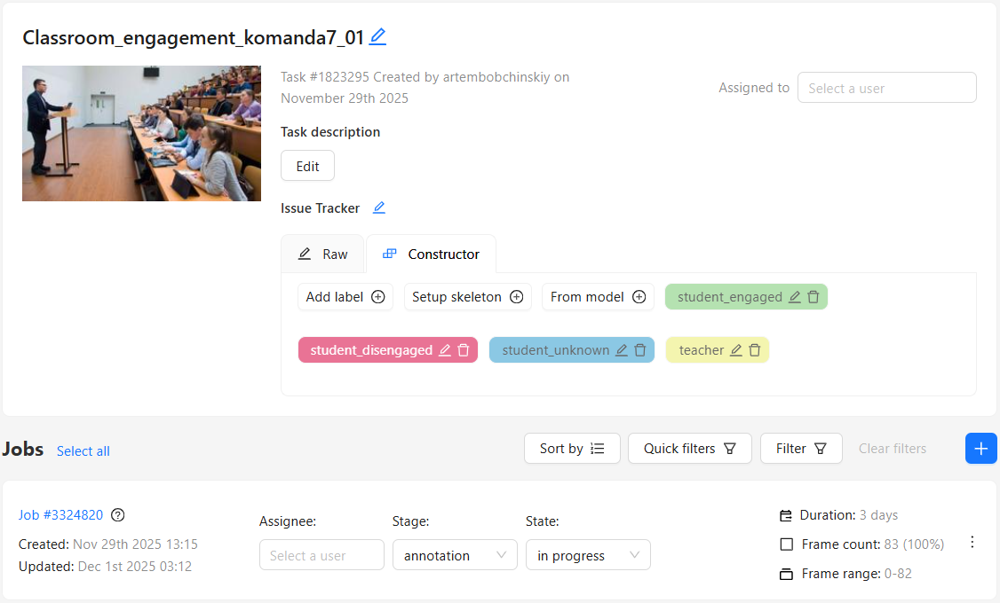 Classroom_engagement_komanda7_01
Task #1823295 Created by artembobchinskiy on
November 29th 2025
Assigned to
Select a user
Task description
Edit
Issue Tracker
Raw
Constructor
Add label
Setup skeleton
From model
student_engaged
student_disengaged
student_unknown
teacher
Jobs
Select all
Sort by
Quick filters
Filter
Clear filters
Job #3324820
Created: Nov 29th 2025 13:15
Updated: Dec 1st 2025 03:12
Assignee:
Select a user
Stage:
annotation
State:
in progress
Duration: 3 days
Frame count: 83 (100%)
Frame range: 0-82